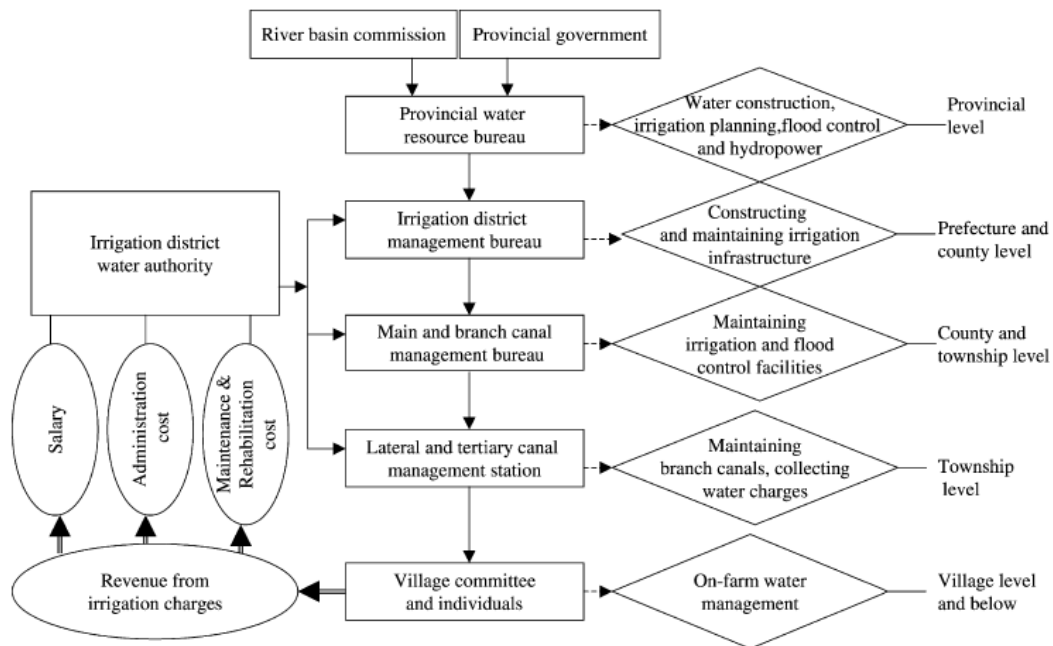 River basin commission
Provincial government
Provincial water
resource bureau
Water construction,
irrigation planning,flood control
and hydropower
Provincial
level
Irrigation district
water authority
Irrigation district
management bureau
Constructing
and maintaining irrigation
infrastructure
Prefecture and
county level
Main and branch canal
management bureau
Maintaining
irrigation and flood
control facilities
County and
township level
Salary
Administration
cost
Maintenance &
Rehabilitation
cost
Lateral and tertiary canal
management station
Maintaining
branch canals, collecting
water charges
Township
level
Revenue from
irrigation charges
Village committee
and individuals
On-farm water
management
Village level
and below